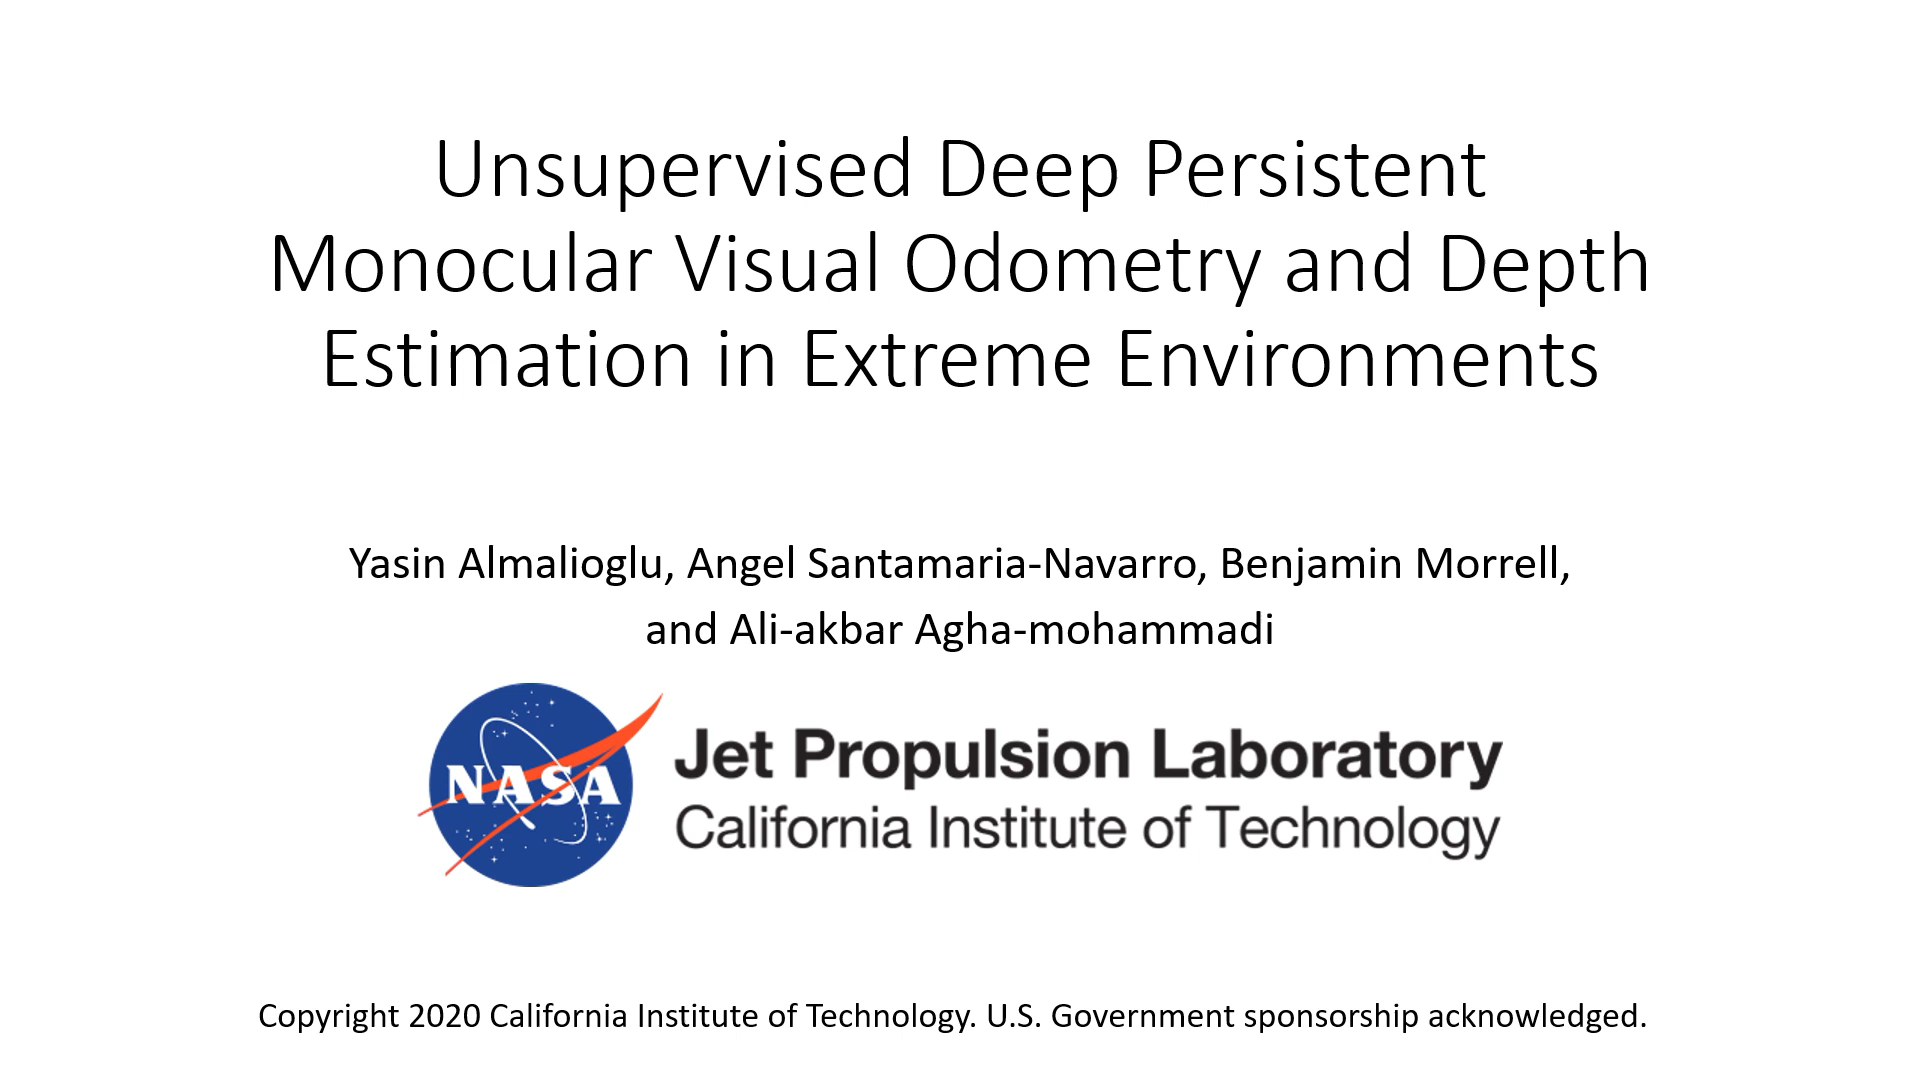 Unsupervised Deep Persistent
Monocular Visual Odometry and Depth
Estimation in Extreme Environments
Yasin Almalioglu, Angel Santamaria-Navarro, Benjamin Morrell,
and Ali-akbar Agha-mohammadi
NASA
Jet Propulsion Laboratory
California Institute of Technology
Copyright 2020 California Institute of Technology. U.S. Government sponsorship acknowledged.